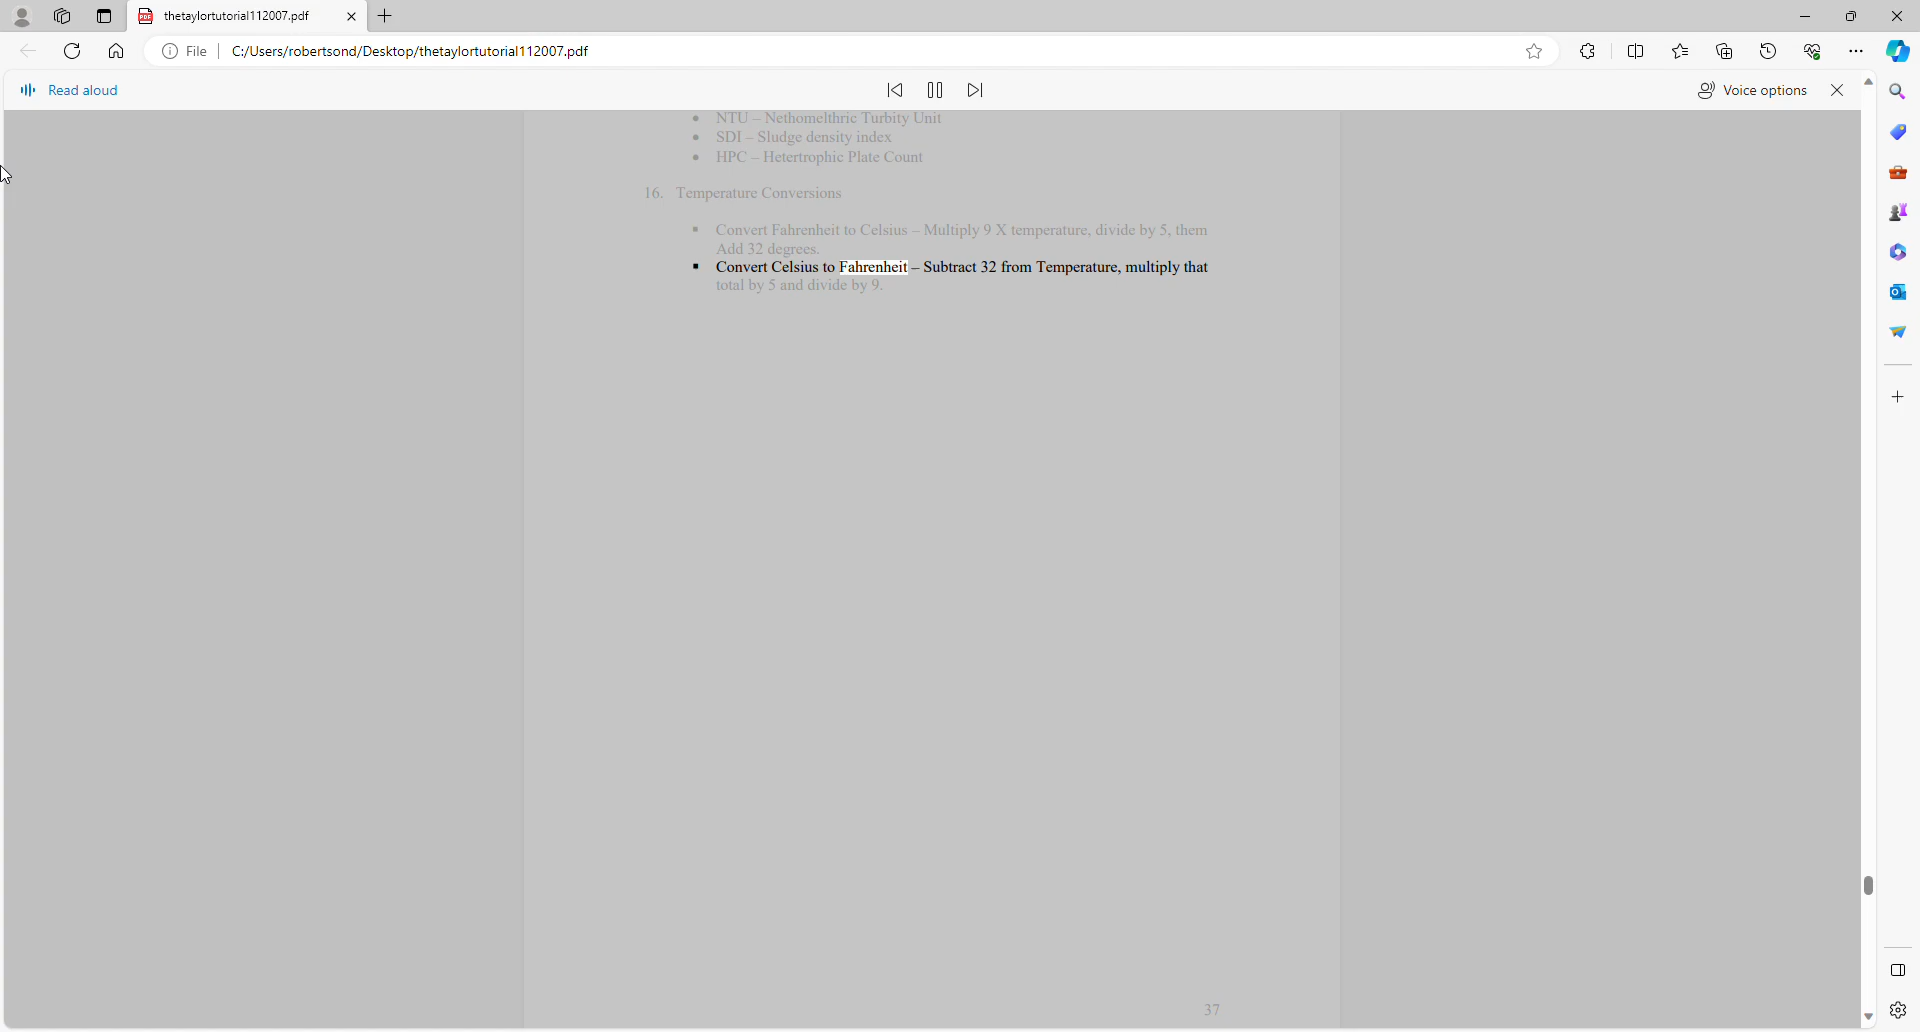 thetaylortutorial112007.pdf
File
C:/Users/robertsond/Desktop/thetaylortutorial112007.pdf
Read aloud
Voice options
• NTU – Nethomelthric Turbity Unit
• SDI – Sludge density index
• HPC – Hetertrophic Plate Count
16. Temperature Conversions
▪ Convert Fahrenheit to Celsius – Multiply 9 X temperature, divide by 5, them
Add 32 degrees.
▪ Convert Celsius to Fahrenheit – Subtract 32 from Temperature, multiply that
total by 5 and divide by 9.
37